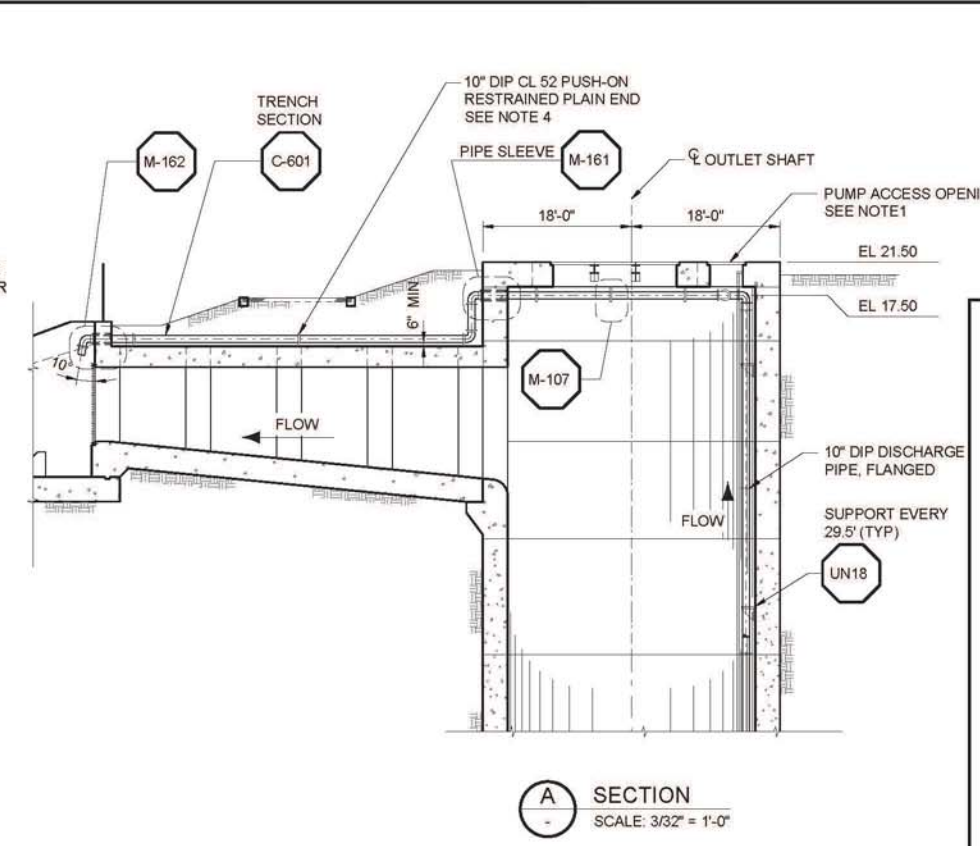 10" DIP CL 52 PUSH-ON
RESTRAINED PLAIN END
SEE NOTE 4
TRENCH
SECTION
M-162
C-601
PIPE SLEEVE
M-161
℄ OUTLET SHAFT
PUMP ACCESS OPENI
SEE NOTE1
18'-0"
18'-0"
EL 21.50
R
6" MIN
EL 17.50
10°
M-107
FLOW
10" DIP DISCHARGE
PIPE, FLANGED
FLOW
SUPPORT EVERY
29.5' (TYP)
UN18
A
-
SECTION
SCALE: 3/32" = 1'-0"